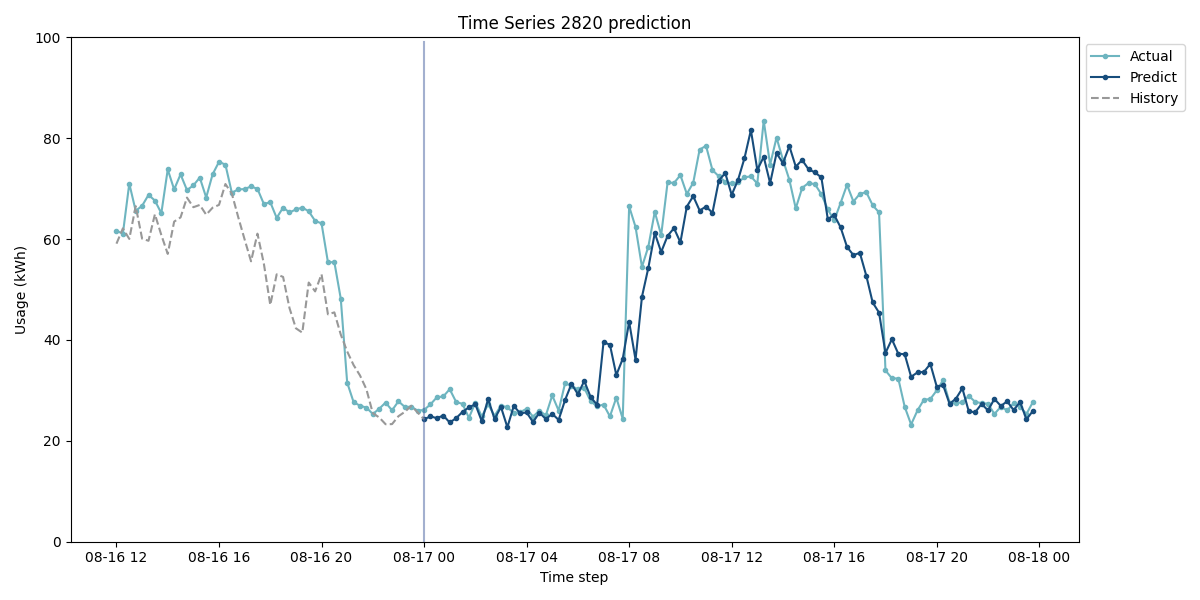 Time Series 2820 prediction
100
80
60
40
20
0
Usage (kWh)
08-16 12
08-16 16
08-16 20
08-17 00
08-17 04
08-17 08
08-17 12
08-17 16
08-17 20
08-18 00
Time step
Actual
Predict
History